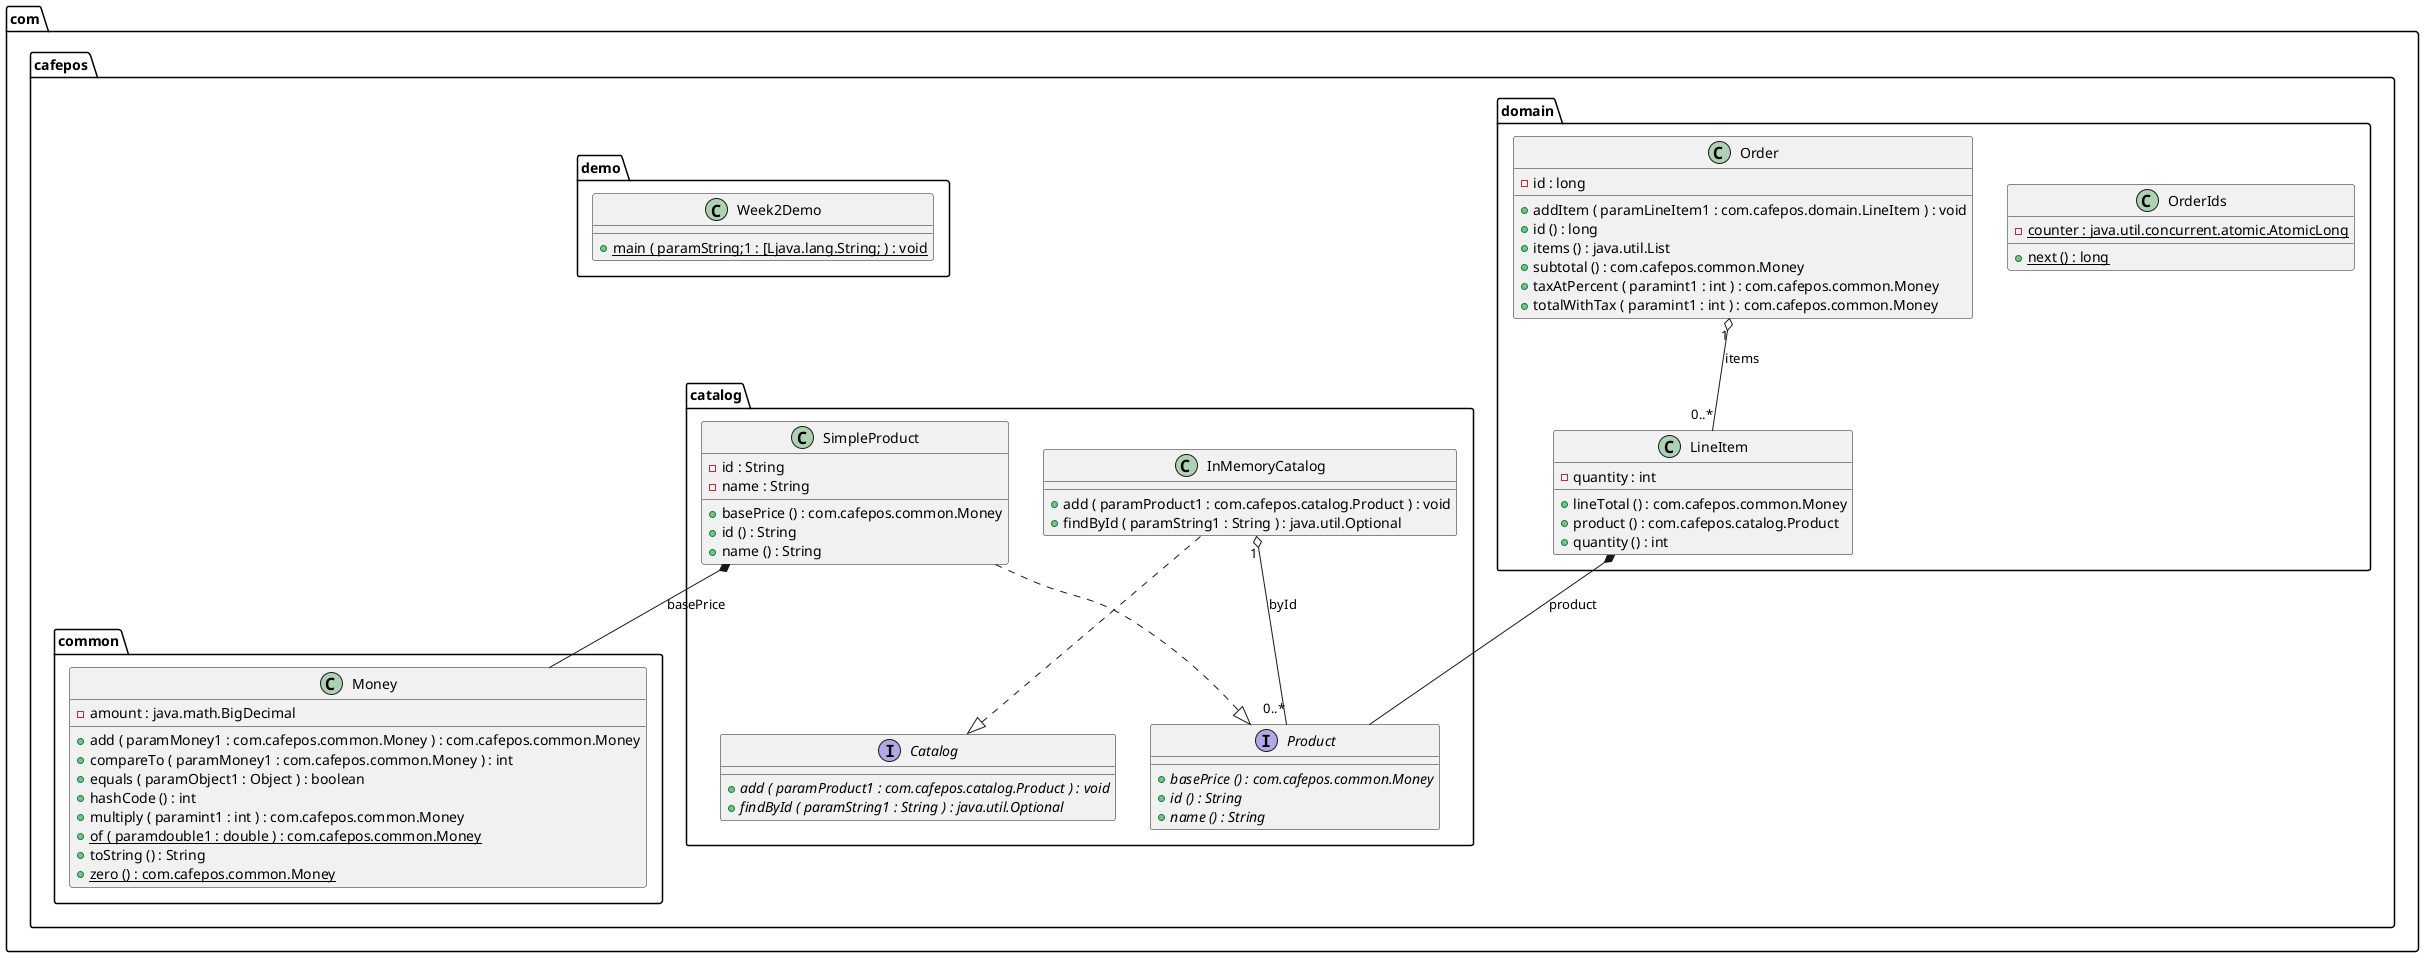 com
cafepos
domain
Order
id : long
addItem ( paramLineItem1 : com.cafepos.domain.LineItem ) : void
id () : long
items () : java.util.List
subtotal () : com.cafepos.common.Money
taxAtPercent ( paramint1 : int ) : com.cafepos.common.Money
totalWithTax ( paramint1 : int ) : com.cafepos.common.Money
OrderIds
counter : java.util.concurrent.atomic.AtomicLong
next () : long
demo
Week2Demo
main ( paramString;1 : [Ljava.lang.String; ) : void
1
items
0..*
LineItem
quantity : int
lineTotal () : com.cafepos.common.Money
product () : com.cafepos.catalog.Product
quantity () : int
catalog
SimpleProduct
id : String
name : String
basePrice () : com.cafepos.common.Money
id () : String
name () : String
InMemoryCatalog
add ( paramProduct1 : com.cafepos.catalog.Product ) : void
findById ( paramString1 : String ) : java.util.Optional
1
basePrice
byId
product
0..*
common
Money
amount : java.math.BigDecimal
add ( paramMoney1 : com.cafepos.common.Money ) : com.cafepos.common.Money
compareTo ( paramMoney1 : com.cafepos.common.Money ) : int
equals ( paramObject1 : Object ) : boolean
hashCode () : int
multiply ( paramint1 : int ) : com.cafepos.common.Money
of ( paramdouble1 : double ) : com.cafepos.common.Money
toString () : String
zero () : com.cafepos.common.Money
Catalog
add ( paramProduct1 : com.cafepos.catalog.Product ) : void
findById ( paramString1 : String ) : java.util.Optional
Product
basePrice () : com.cafepos.common.Money
id () : String
name () : String